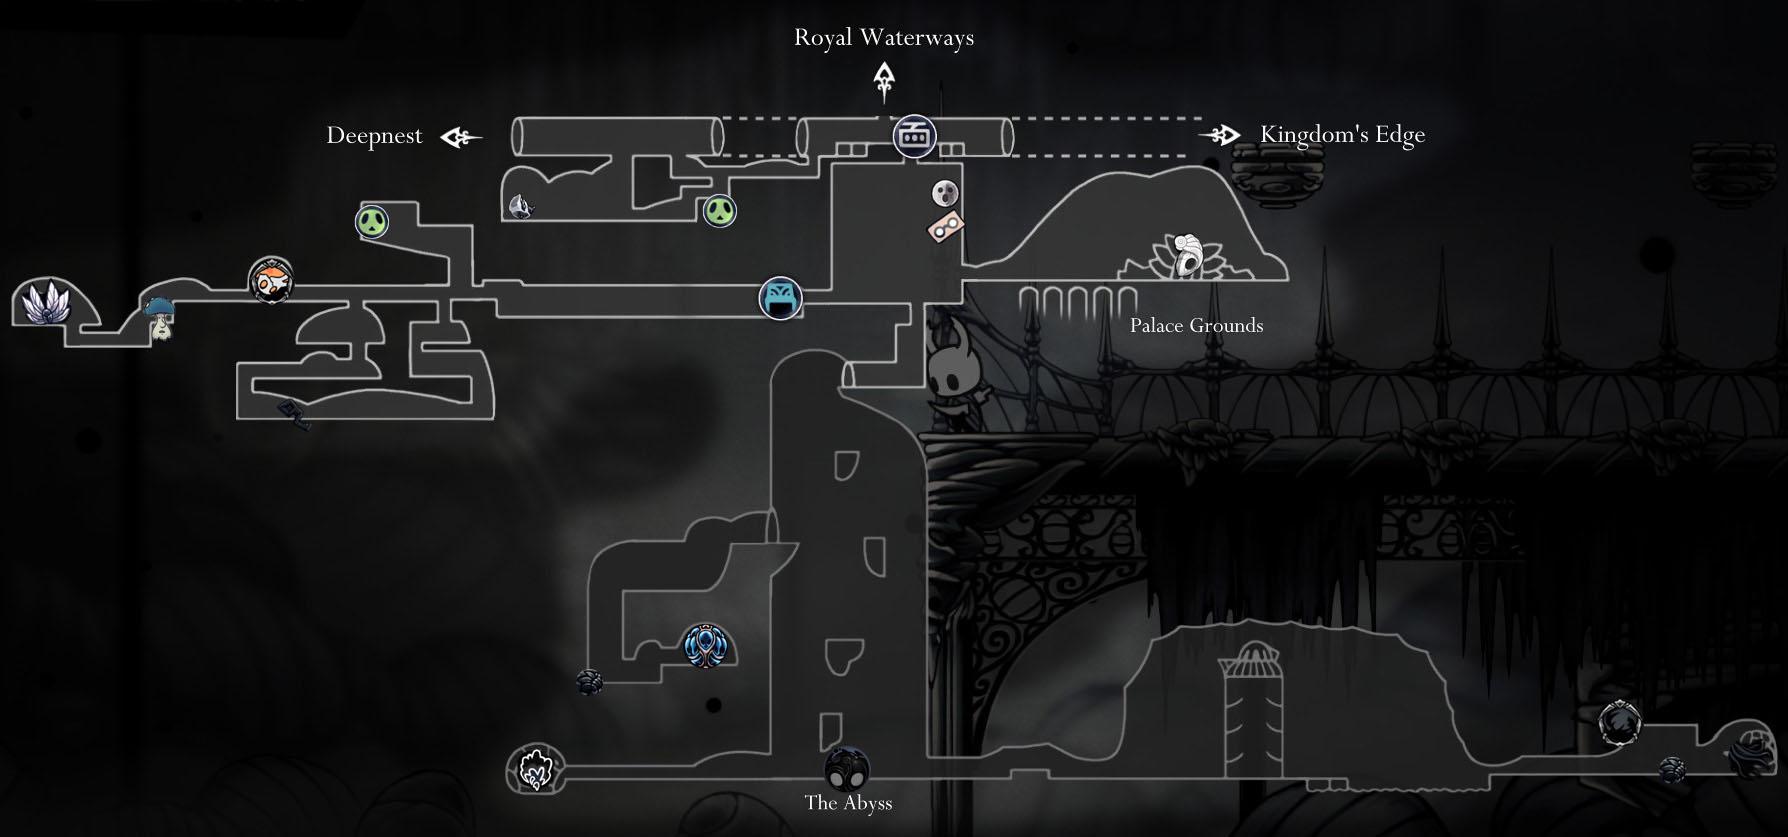 Royal Waterways
Deepnest
Kingdom's Edge
Palace Grounds
The Abyss